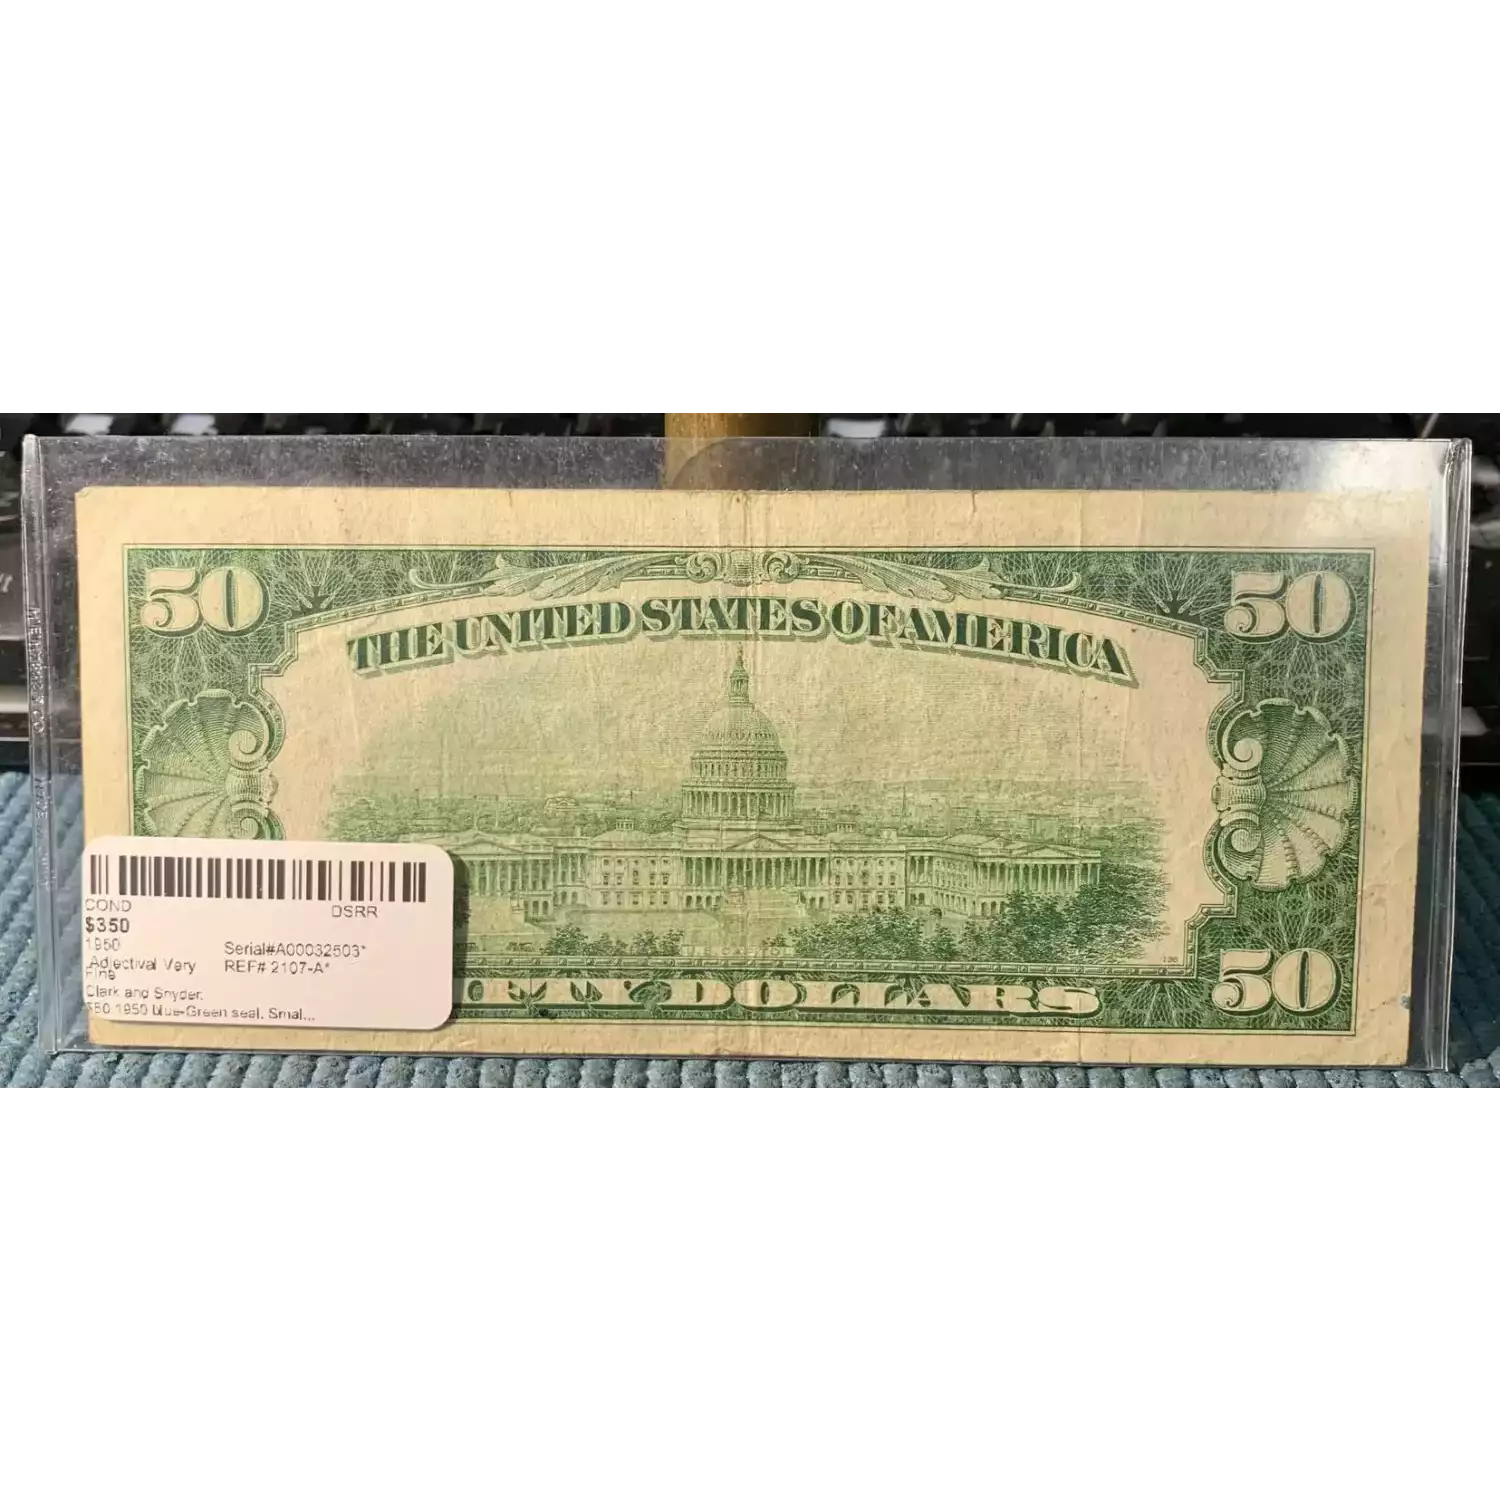 50
50
THE UNITED STATES OF AMERICA
COND
DSRR
$350
1950
Serial#A00032503*
Adjectival Very
Fine
REF# 2107-A*
Clark and Snyder.
$50 1950 blue-Green seal. Smal...
FIFTY DOLLARS
50